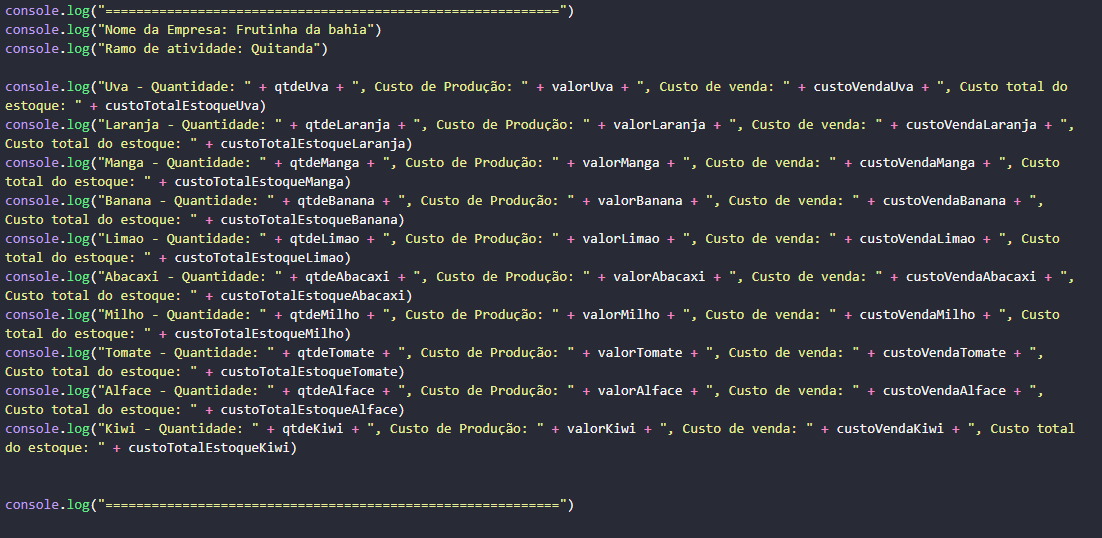 console.log("===========================================================")
console.log("Nome da Empresa: Frutinha da bahia")
console.log("Ramo de atividade: Quitanda")
console.log("Uva - Quantidade: " + qtdeUva + ", Custo de Produção: " + valorUva + ", Custo de venda: " + custoVendaUva + ", Custo total do
estoque: " + custoTotalEstoqueUva)
console.log("Laranja - Quantidade: " + qtdeLaranja + ", Custo de Produção: " + valorLaranja + ", Custo de venda: " + custoVendaLaranja + ",
Custo total do estoque: " + custoTotalEstoqueLaranja)
console.log("Manga - Quantidade: " + qtdeManga + ", Custo de Produção: " + valorManga + ", Custo de venda: " + custoVendaManga + ", Custo
total do estoque: " + custoTotalEstoqueManga)
console.log("Banana - Quantidade: " + qtdeBanana + ", Custo de Produção: " + valorBanana + ", Custo de venda: " + custoVendaBanana + ",
Custo total do estoque: " + custoTotalEstoqueBanana)
console.log("Limao - Quantidade: " + qtdeLimao + ", Custo de Produção: " + valorLimao + ", Custo de venda: " + custoVendaLimao + ", Custo
total do estoque: " + custoTotalEstoqueLimao)
console.log("Abacaxi - Quantidade: " + qtdeAbacaxi + ", Custo de Produção: " + valorAbacaxi + ", Custo de venda: " + custoVendaAbacaxi + ",
Custo total do estoque: " + custoTotalEstoqueAbacaxi)
console.log("Milho - Quantidade: " + qtdeMilho + ", Custo de Produção: " + valorMilho + ", Custo de venda: " + custoVendaMilho + ", Custo
total do estoque: " + custoTotalEstoqueMilho)
console.log("Tomate - Quantidade: " + qtdeTomate + ", Custo de Produção: " + valorTomate + ", Custo de venda: " + custoVendaTomate + ",
Custo total do estoque: " + custoTotalEstoqueTomate)
console.log("Alface - Quantidade: " + qtdeAlface + ", Custo de Produção: " + valorAlface + ", Custo de venda: " + custoVendaAlface + ",
Custo total do estoque: " + custoTotalEstoqueAlface)
console.log("Kiwi - Quantidade: " + qtdeKiwi + ", Custo de Produção: " + valorKiwi + ", Custo de venda: " + custoVendaKiwi + ", Custo total
do estoque: " + custoTotalEstoqueKiwi)
console.log("===========================================================")